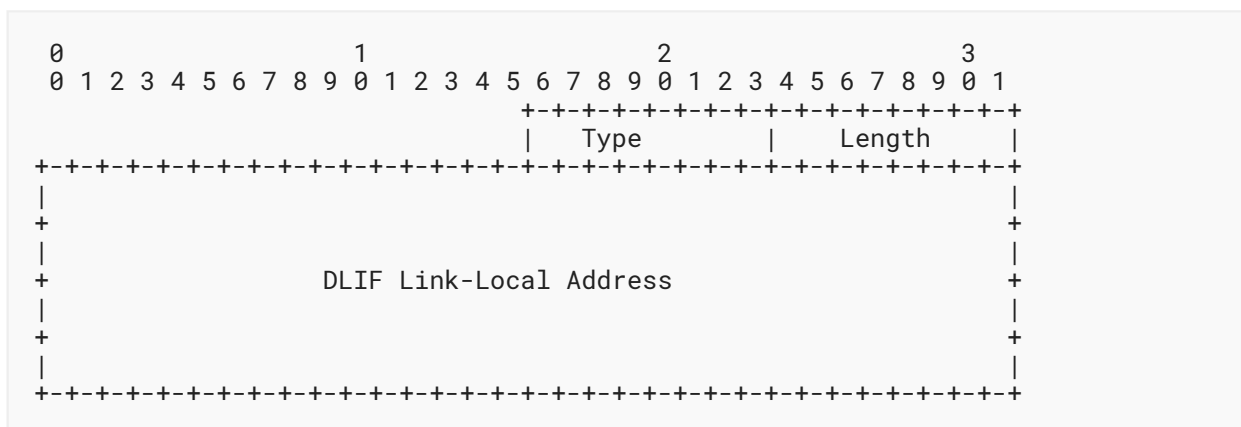 0                   1                   2                   3
 0 1 2 3 4 5 6 7 8 9 0 1 2 3 4 5 6 7 8 9 0 1 2 3 4 5 6 7 8 9 0 1
                                +-+-+-+-+-+-+-+-+-+-+-+-+-+-+-+-+
                                |   Type        |    Length     |
+-+-+-+-+-+-+-+-+-+-+-+-+-+-+-+-+-+-+-+-+-+-+-+-+-+-+-+-+-+-+-+-+
|                                                               |
+                                                               +
|                                                               |
+                  DLIF Link-Local Address                      +
|                                                               |
+                                                               +
|                                                               |
+-+-+-+-+-+-+-+-+-+-+-+-+-+-+-+-+-+-+-+-+-+-+-+-+-+-+-+-+-+-+-+-+